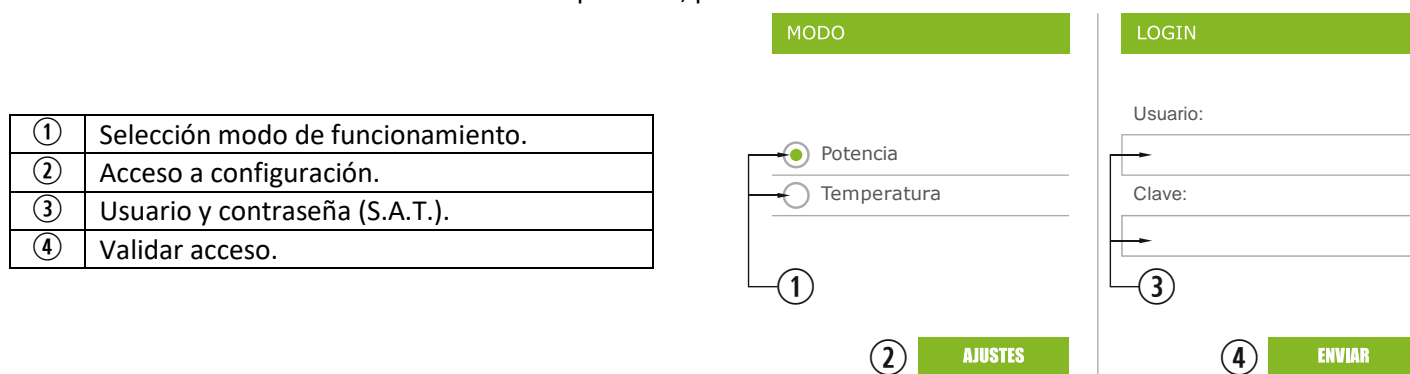 ① Selección modo de funcionamiento.
② Acceso a configuración.
③ Usuario y contraseña (S.A.T.).
④ Validar acceso.
MODO
Potencia
Temperatura
①
② AJUSTES
LOGIN
Usuario:
Clave:
③
④ ENVIAR